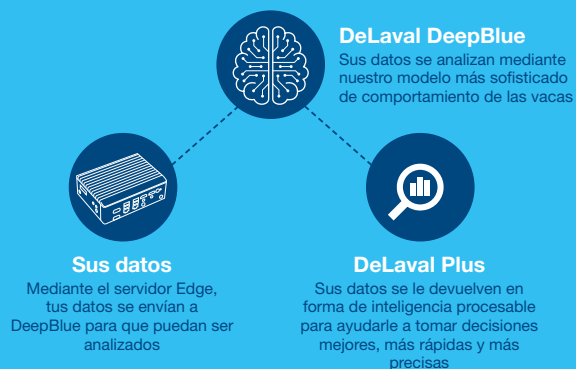 DeLaval DeepBlue
Sus datos se analizan mediante
nuestro modelo más sofisticado
de comportamiento de las vacas
Sus datos
Mediante el servidor Edge,
tus datos se envían a
DeepBlue para que puedan ser
analizados
DeLaval Plus
Sus datos se le devuelven en
forma de inteligencia procesable
para ayudarle a tomar decisiones
mejores, más rápidas y más
precisas